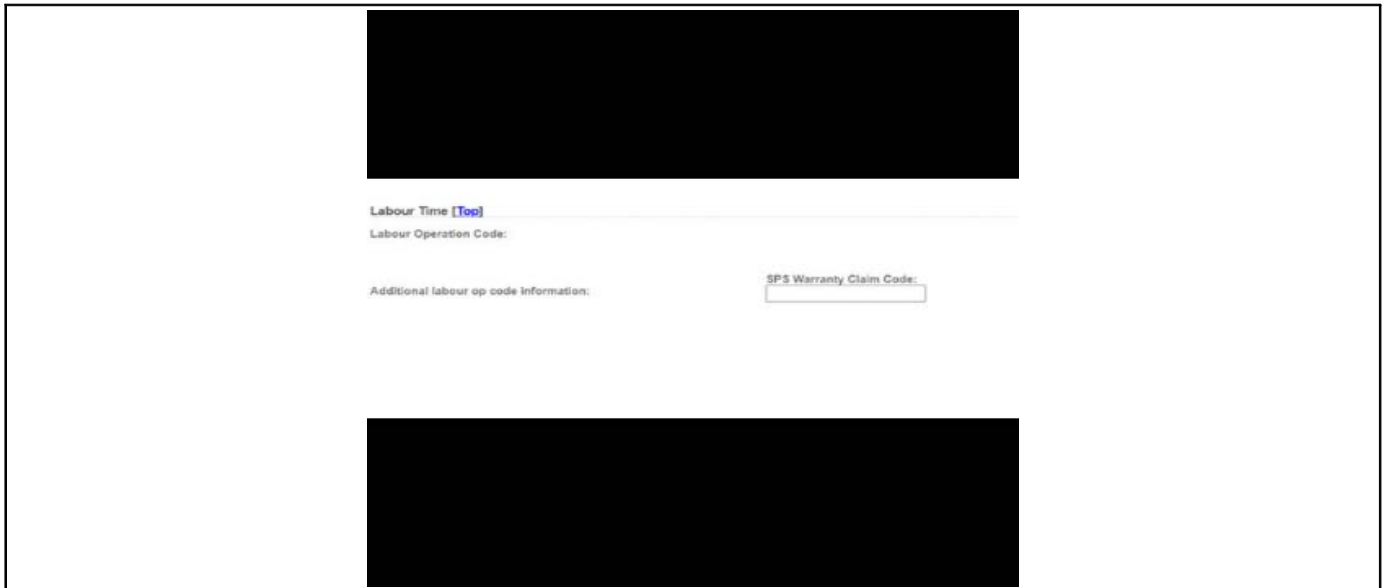 Labour Time [Top]
Labour Operation Code:
SPS Warranty Claim Code:
Additional labour op code information: